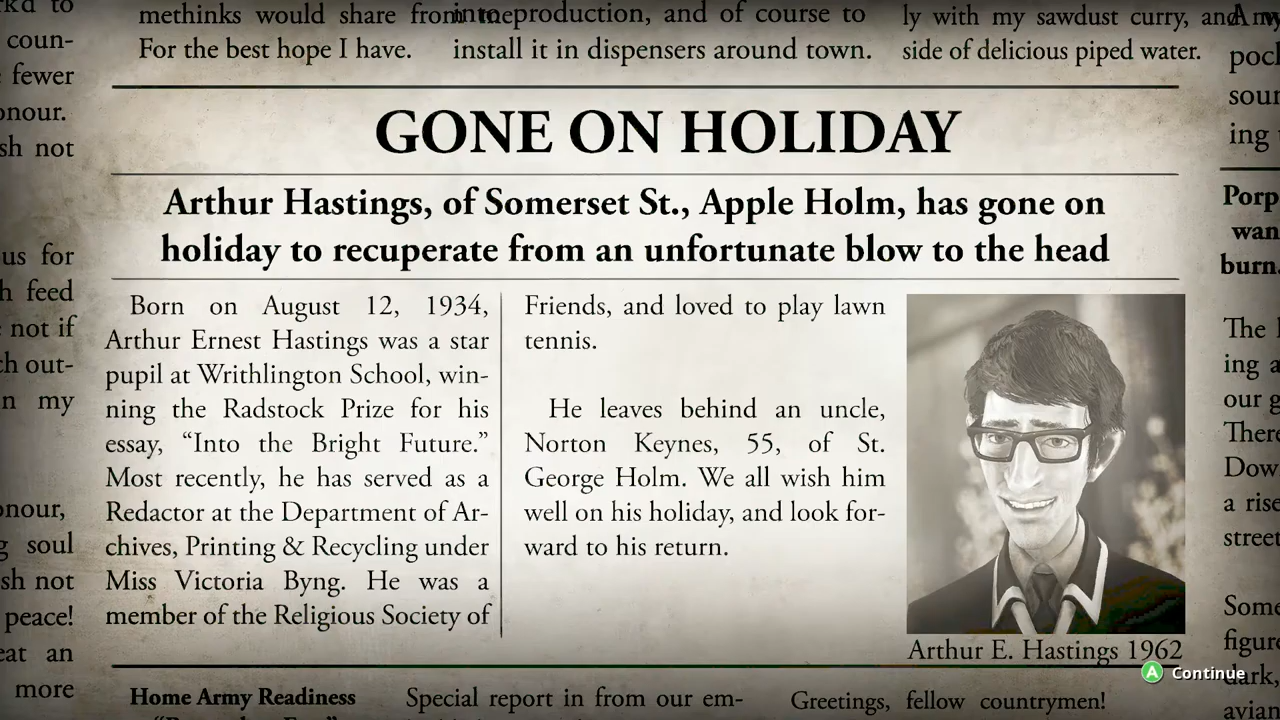 rk'd to
coun-
fewer
onour.
sh not
us for
h feed
not if
ch out-
n my
onour,
g soul
sh not
peace!
eat an
more
methinks would share from me
For the best hope I have.
into production, and of course to
install it in dispensers around town.
ly with my sawdust curry, and my
side of delicious piped water.
GONE ON HOLIDAY
Arthur Hastings, of Somerset St., Apple Holm, has gone on
holiday to recuperate from an unfortunate blow to the head
Born on August 12, 1934,
Arthur Ernest Hastings was a star
pupil at Writhlington School, win-
ning the Radstock Prize for his
essay, “Into the Bright Future.”
Most recently, he has served as a
Redactor at the Department of Ar-
chives, Printing & Recycling under
Miss Victoria Byng. He was a
member of the Religious Society of
Friends, and loved to play lawn
tennis.
He leaves behind an uncle,
Norton Keynes, 55, of St.
George Holm. We all wish him
well on his holiday, and look for-
ward to his return.
Arthur E. Hastings 1962
Home Army Readiness
Special report in from our em-
Greetings, fellow countrymen!
pock
soun
ing
Porp
wan
burn.
The
ing a
our g
There
Dow
a rise
street
Some
figur
dark,
avian
A Continue